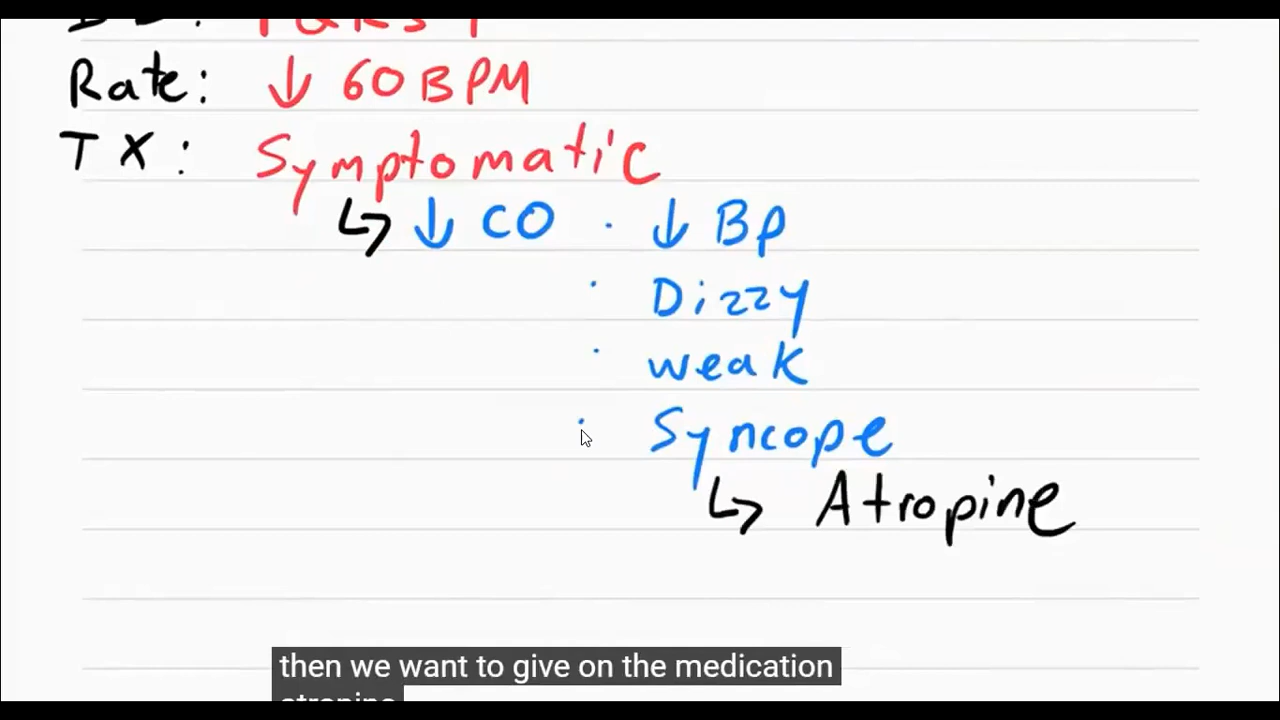 Rate: ↓ 60 BPM
TX: Symptomatic
↳ ↓ CO · ↓ Bp
· Dizzy
· weak
· Syncope
↳ Atropine
then we want to give on the medication
atropine